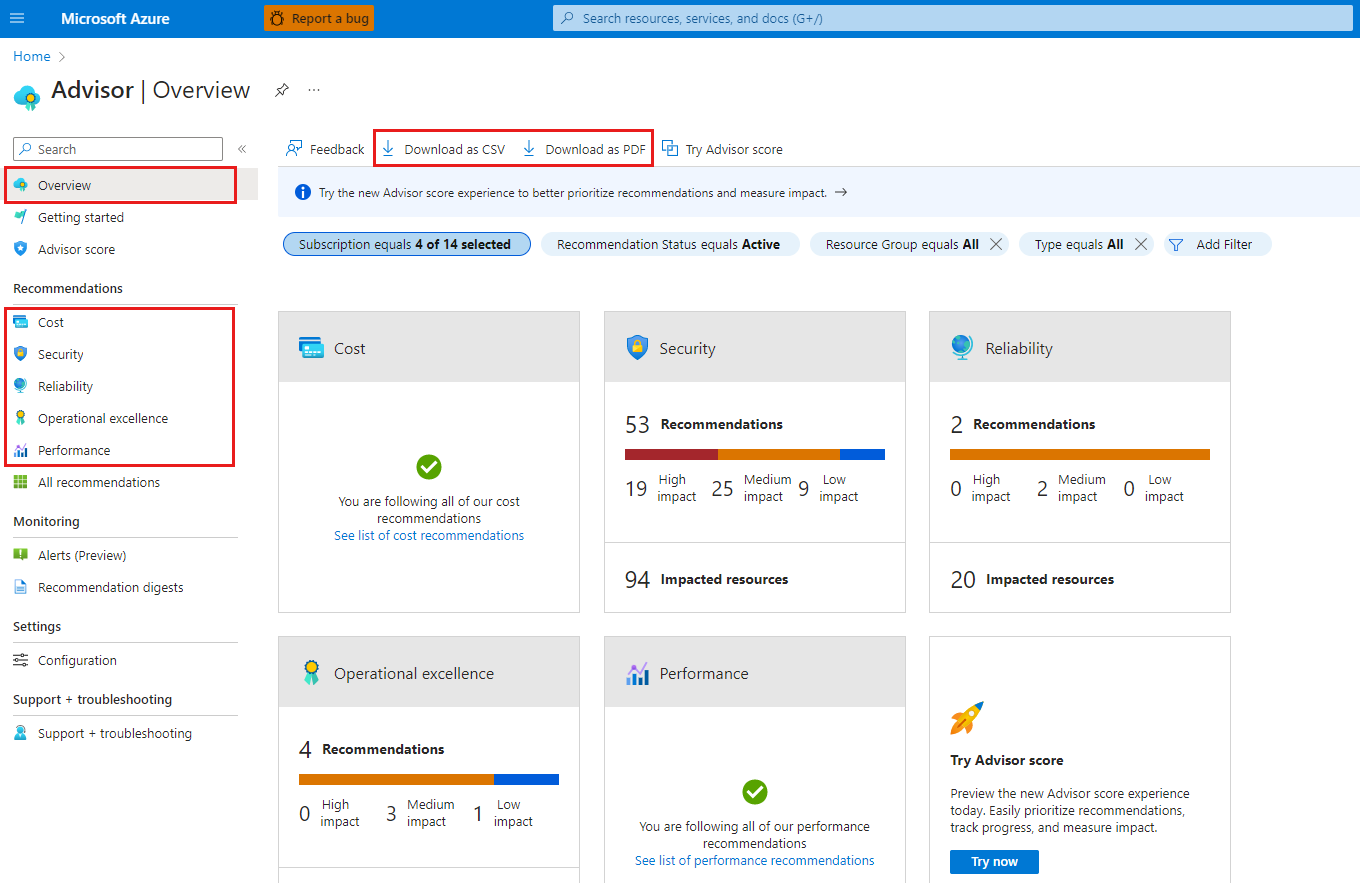 Microsoft Azure
Report a bug
Search resources, services, and docs (G+/)
Home
Advisor | Overview
Search
Overview
Getting started
Advisor score
Recommendations
Cost
Security
Reliability
Operational excellence
Performance
All recommendations
Monitoring
Alerts (Preview)
Recommendation digests
Settings
Configuration
Support + troubleshooting
Support + troubleshooting
Feedback
Download as CSV
Download as PDF
Try Advisor score
Try the new Advisor score experience to better prioritize recommendations and measure impact. →
Subscription equals 4 of 14 selected
Recommendation Status equals Active
Resource Group equals All
Type equals All
Add Filter
Cost
You are following all of our cost
recommendations
See list of cost recommendations
Security
53 Recommendations
19 High impact
25 Medium impact
9 Low impact
94 Impacted resources
Reliability
2 Recommendations
0 High impact
2 Medium impact
0 Low impact
20 Impacted resources
Operational excellence
4 Recommendations
0 High impact
3 Medium impact
1 Low impact
Performance
You are following all of our performance
recommendations
See list of performance recommendations
Try Advisor score
Preview the new Advisor score experience
today. Easily prioritize recommendations,
track progress, and measure impact.
Try now